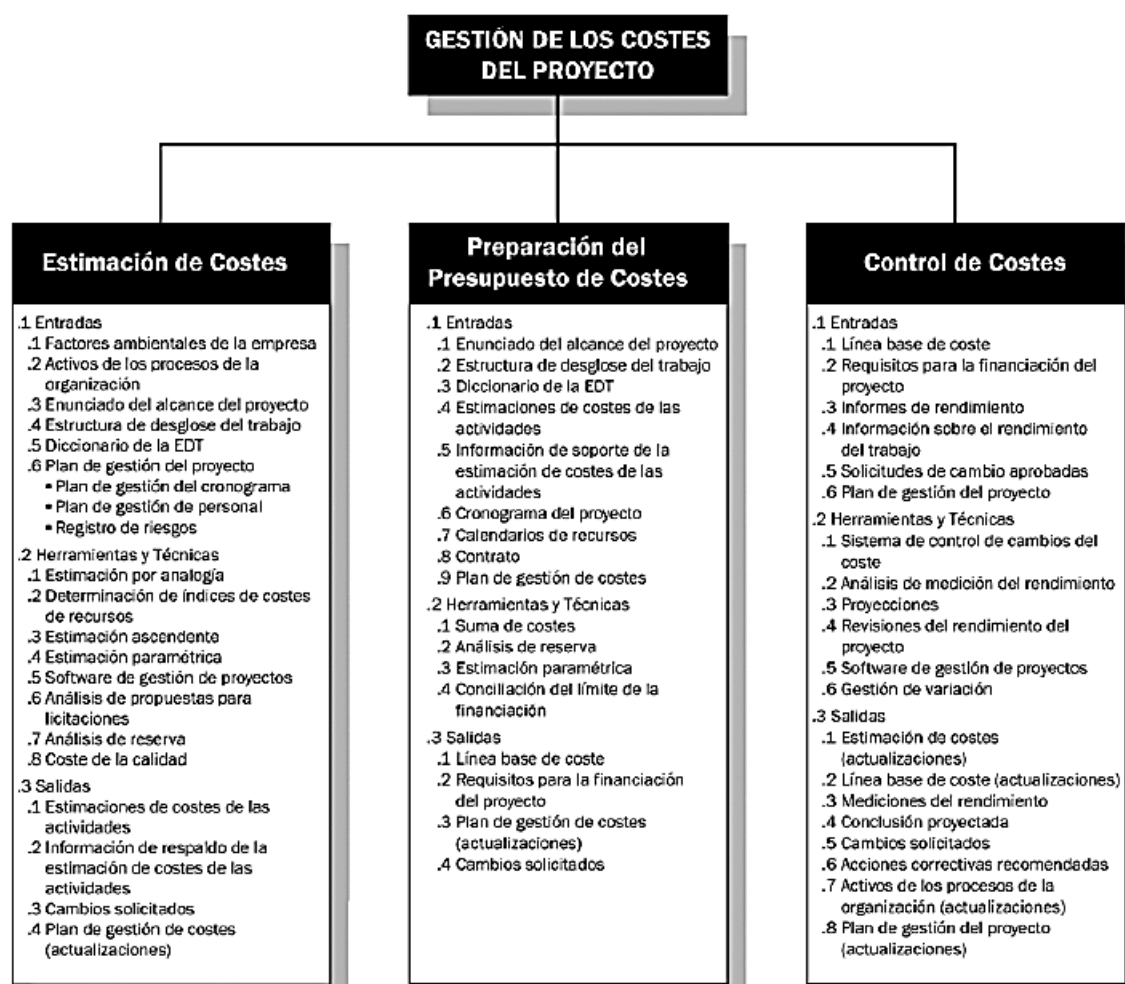 GESTIÓN DE LOS COSTES
DEL PROYECTO
Estimación de Costes
.1 Entradas
.1 Factores ambientales de la empresa
.2 Activos de los procesos de la
organización
.3 Enunciado del alcance del proyecto
.4 Estructura de desglose del trabajo
.5 Diccionario de la EDT
.6 Plan de gestión del proyecto
▪ Plan de gestión del cronograma
▪ Plan de gestión de personal
▪ Registro de riesgos
.2 Herramientas y Técnicas
.1 Estimación por analogía
.2 Determinación de índices de costes
de recursos
.3 Estimación ascendente
.4 Estimación paramétrica
.5 Software de gestión de proyectos
.6 Análisis de propuestas para
licitaciones
.7 Análisis de reserva
.8 Coste de la calidad
.3 Salidas
.1 Estimaciones de costes de las
actividades
.2 Información de respaldo de la
estimación de costes de las
actividades
.3 Cambios solicitados
.4 Plan de gestión de costes
(actualizaciones)
Preparación del
Presupuesto de Costes
.1 Entradas
.1 Enunciado del alcance del proyecto
.2 Estructura de desglose del trabajo
.3 Diccionario de la EDT
.4 Estimaciones de costes de las
actividades
.5 Información de soporte de la
estimación de costes de las
actividades
.6 Cronograma del proyecto
.7 Calendarios de recursos
.8 Contrato
.9 Plan de gestión de costes
.2 Herramientas y Técnicas
.1 Suma de costes
.2 Análisis de reserva
.3 Estimación paramétrica
.4 Conciliación del límite de la
financiación
.3 Salidas
.1 Línea base de coste
.2 Requisitos para la financiación
del proyecto
.3 Plan de gestión de costes
(actualizaciones)
.4 Cambios solicitados
Control de Costes
.1 Entradas
.1 Línea base de coste
.2 Requisitos para la financiación del
proyecto
.3 Informes de rendimiento
.4 Información sobre el rendimiento
del trabajo
.5 Solicitudes de cambio aprobadas
.6 Plan de gestión del proyecto
.2 Herramientas y Técnicas
.1 Sistema de control de cambios del
coste
.2 Análisis de medición del rendimiento
.3 Proyecciones
.4 Revisiones del rendimiento del
proyecto
.5 Software de gestión de proyectos
.6 Gestión de variación
.3 Salidas
.1 Estimación de costes
(actualizaciones)
.2 Línea base de coste (actualizaciones)
.3 Mediciones del rendimiento
.4 Conclusión proyectada
.5 Cambios solicitados
.6 Acciones correctivas recomendadas
.7 Activos de los procesos de la
organización (actualizaciones)
.8 Plan de gestión del proyecto
(actualizaciones)